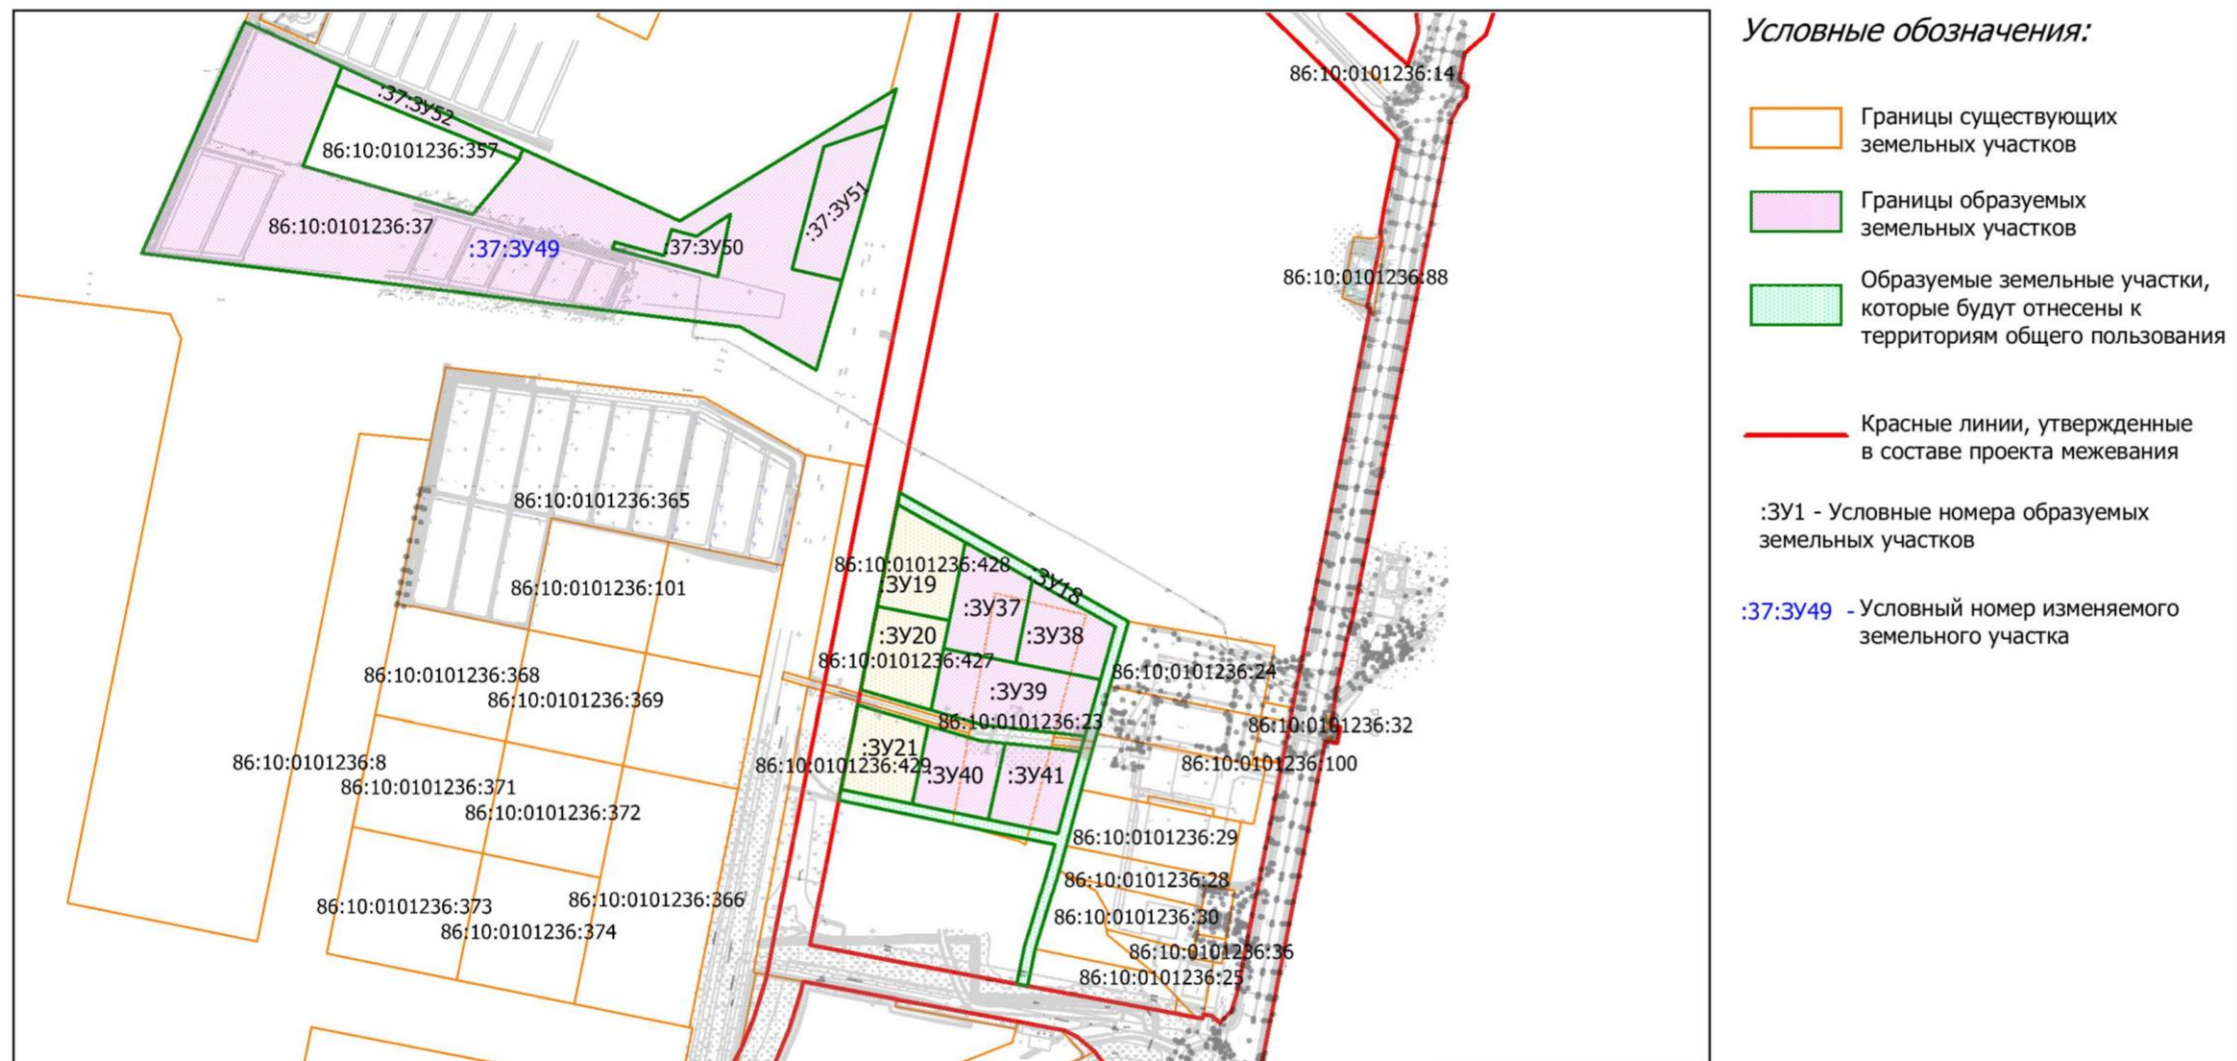 Условные обозначения:
Границы существующих
земельных участков
Границы образуемых
земельных участков
Образуемые земельные участки,
которые будут отнесены к
территориям общего пользования
Красные линии, утвержденные
в составе проекта межевания
:ЗУ1 - Условные номера образуемых
земельных участков
:37:ЗУ49 - Условный номер изменяемого
земельного участка
86:10:0101236:14
:37:ЗУ52
86:10:0101236:357
:37:ЗУ51
86:10:0101236:37
:37:ЗУ49
:37:ЗУ50
86:10:0101236:88
86:10:0101236:365
86:10:0101236:428
:ЗУ19
:ЗУ18
86:10:0101236:101
:ЗУ37
:ЗУ20
:ЗУ38
86:10:0101236:427
86:10:0101236:24
86:10:0101236:368
86:10:0101236:369
:ЗУ39
86:10:0101236:23
86:10:0101236:32
:ЗУ21
86:10:0101236:8
86:10:0101236:429
:ЗУ40
:ЗУ41
86:10:0101236:100
86:10:0101236:371
86:10:0101236:372
86:10:0101236:29
86:10:0101236:28
86:10:0101236:366
86:10:0101236:373
86:10:0101236:30
86:10:0101236:374
86:10:0101236:36
86:10:0101236:25